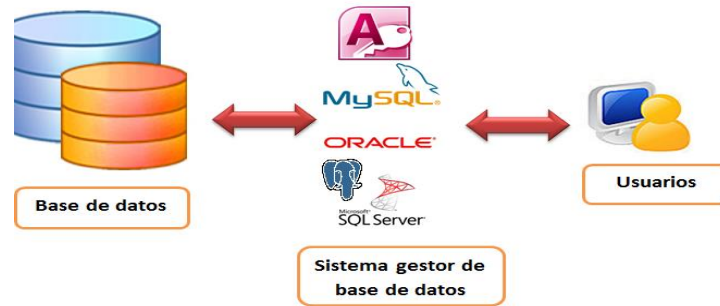 A
MySQL®
ORACLE®
Microsoft®
SQL Server
Base de datos
Usuarios
Sistema gestor de
base de datos